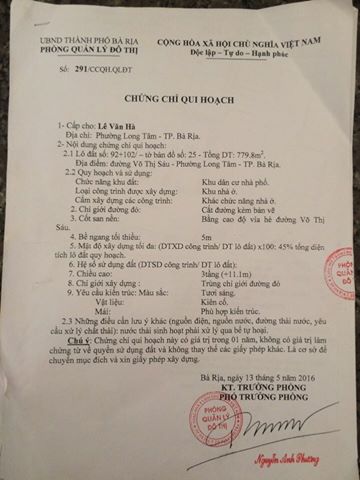 UBND THÀNH PHỐ BÀ RỊA
PHÒNG QUẢN LÝ ĐÔ THỊ
CỘNG HÒA XÃ HỘI CHỦ NGHĨA VIỆT NAM
Độc lập – Tự do – Hạnh phúc
Số: 291/CCQH.QLĐT
CHỨNG CHỈ QUI HOẠCH
1- Cấp cho: Lê Văn Hà
Địa chỉ: Phường Long Tâm - TP. Bà Rịa.
2- Nội dung chứng chỉ qui hoạch:
2.1 Lô đất số: 92+102/ – tờ bản đồ số: 25 - Tổng DT: 779.8m².
Địa điểm: đường Võ Thị Sáu - Phường Long Tâm - TP. Bà Rịa.
2.2 Quy hoạch và sử dụng:
Chức năng khu đất: Khu dân cư nhà phố.
Loại công trình được xây dựng: Khu nhà ở.
Cấm xây dựng các công trình: Khác chức năng nhà ở.
2. Chỉ giới đường đỏ: Cắt đường kèm bản vẽ
3. Cốt san nền: Bằng cao độ vỉa hè đường Võ Thị
Sáu.
4. Bề ngang tối thiểu: 5m
5. Mật độ xây dựng tối đa: (DTXD công trình/ DT lô đất) x100: 45% tổng diện
tích lô đất quy hoạch.
6. Hệ số sử dụng đất (DTSD công trình/ DT lô đất):
7. Chiều cao: 3tầng (+11.1m)
8. Chỉ giới xây dựng: Trùng chỉ giới đường đỏ
9. Yêu cầu kiến trúc: Màu sắc: Tươi sáng.
Vật liệu: Kiên cố.
Mái: Phù hợp kiến trúc.
2.3 Những điều cần lưu ý khác (nguồn điện, nguồn nước, đường thải nước, yêu
cầu xử lý chất thải): nước thải sinh hoạt phải xử lý qua bể tự hoại.
Chú ý: Chứng chỉ qui hoạch này có giá trị trong 01 năm, không có giá trị làm
chứng từ về quyền sử dụng đất và không thay thế các giấy phép khác. Là cơ sở để
chuyển mục đích và xin giấy phép xây dựng.
Bà Rịa, ngày 13 tháng 5 năm 2016
KT. TRƯỞNG PHÒNG
PHÓ TRƯỞNG PHÒNG
PHÒNG
QUẢN LÝ
ĐÔ THỊ
Nguyễn Anh Phương
PHÒNG
QUẢN LÝ
ĐÔ THỊ